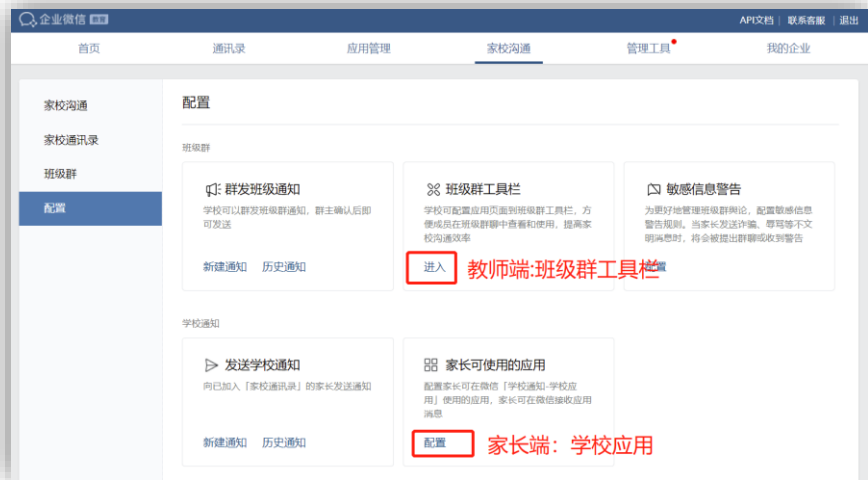 企业微信
API文档 | 联系客服 | 退出
首页 通讯录 应用管理 家校沟通 管理工具 我的企业
家校沟通
家校通讯录
班级群
配置
配置
班级群
群发班级通知
学校可以群发班级通知，群主确认后即
可发送
新建通知 历史通知
班级群工具栏
学校可配置应用页面到班级群工具栏，方
便成员在班级群聊中查看和使用，提高家
校沟通效率
进入
教师端:班级群工具栏
敏感信息警告
为更好地管理班级群舆论，配置敏感信息
警告规则。当家长发送诈骗、辱骂等不文
明消息时，将会被提出群聊或收到警告
配置
学校通知
发送学校通知
向已加入「家校通讯录」的家长发送通知
新建通知 历史通知
家长可使用的应用
配置家长可在微信「学校通知-学校应
用」使用的应用，家长可在微信接收应用
消息
配置
家长端：学校应用